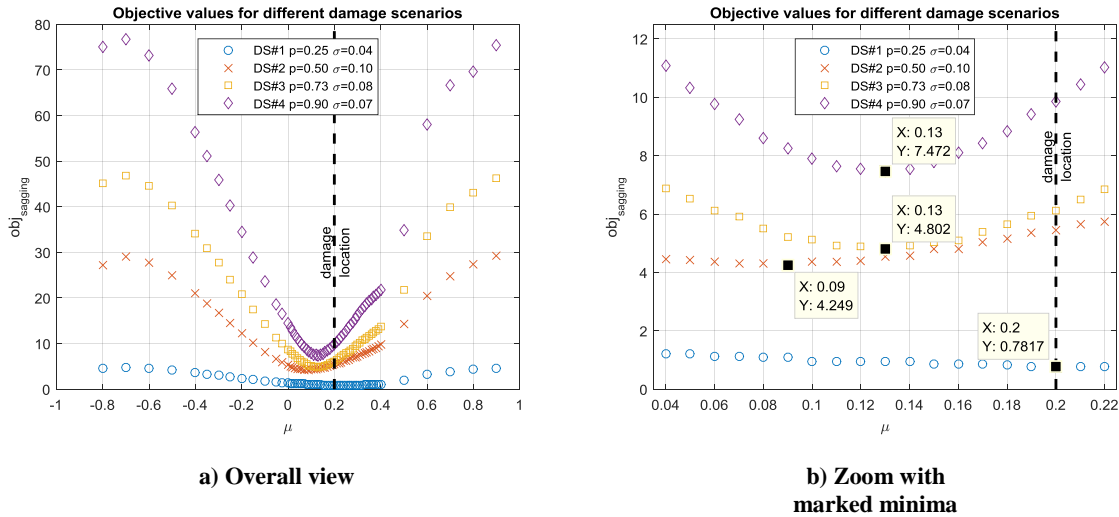 Objective values for different damage scenarios
80
70
60
50
40
30
20
10
0
obj_sagging
DS#1 p=0.25 σ=0.04
DS#2 p=0.50 σ=0.10
DS#3 p=0.73 σ=0.08
DS#4 p=0.90 σ=0.07
damage
location
-1 -0.8 -0.6 -0.4 -0.2 0 0.2 0.4 0.6 0.8 1
μ
a) Overall view
Objective values for different damage scenarios
12
10
8
6
4
2
0
obj_sagging
DS#1 p=0.25 σ=0.04
DS#2 p=0.50 σ=0.10
DS#3 p=0.73 σ=0.08
DS#4 p=0.90 σ=0.07
damage
location
X: 0.13
Y: 7.472
X: 0.13
Y: 4.802
X: 0.09
Y: 4.249
X: 0.2
Y: 0.7817
0.04 0.06 0.08 0.1 0.12 0.14 0.16 0.18 0.2 0.22
μ
b) Zoom with
marked minima